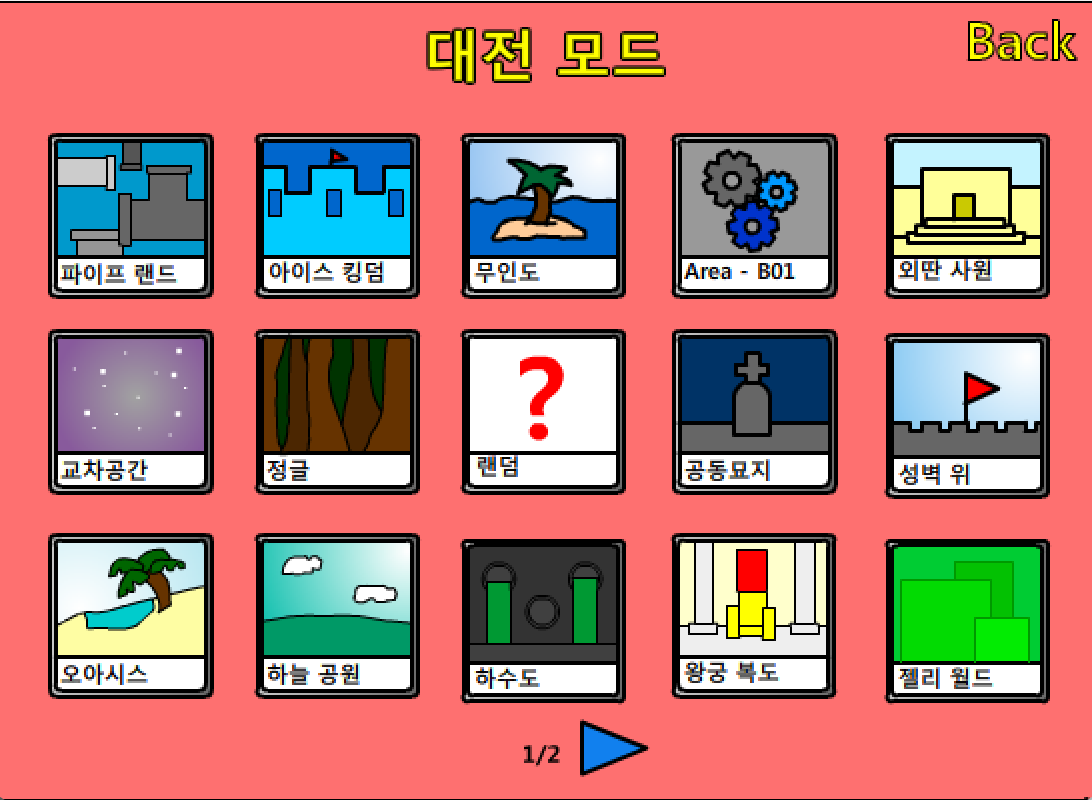 대전 모드
Back
파이프 랜드
아이스 킹덤
무인도
Area - B01
외딴 사원
교차공간
정글
?
랜덤
공동묘지
성벽 위
오아시스
하늘 공원
하수도
왕궁 복도
젤리 월드
1/2